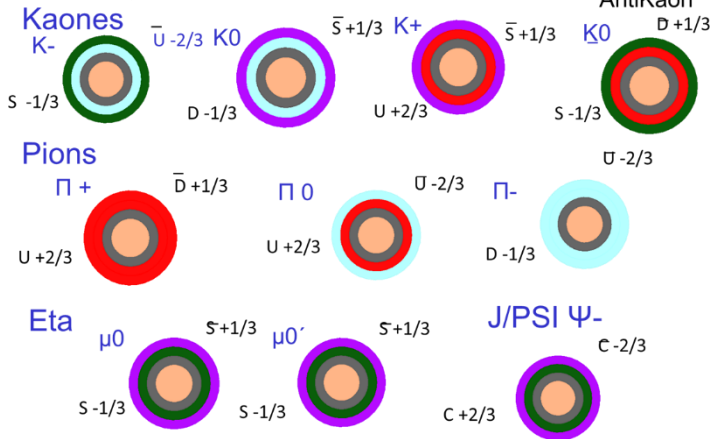 Kaones
AntiKaon
K-
U̅ -2/3
S -1/3
K0
S̅ +1/3
D -1/3
K+
S̅ +1/3
U +2/3
K̲0
D̅ +1/3
S -1/3
Pions
Π +
D̅ +1/3
U +2/3
Π 0
U̅ -2/3
U +2/3
Π-
U̅ -2/3
D -1/3
Eta
μ0
S̅ +1/3
S -1/3
μ0´
S̅ +1/3
S -1/3
J/PSI Ψ-
C̅ -2/3
C +2/3